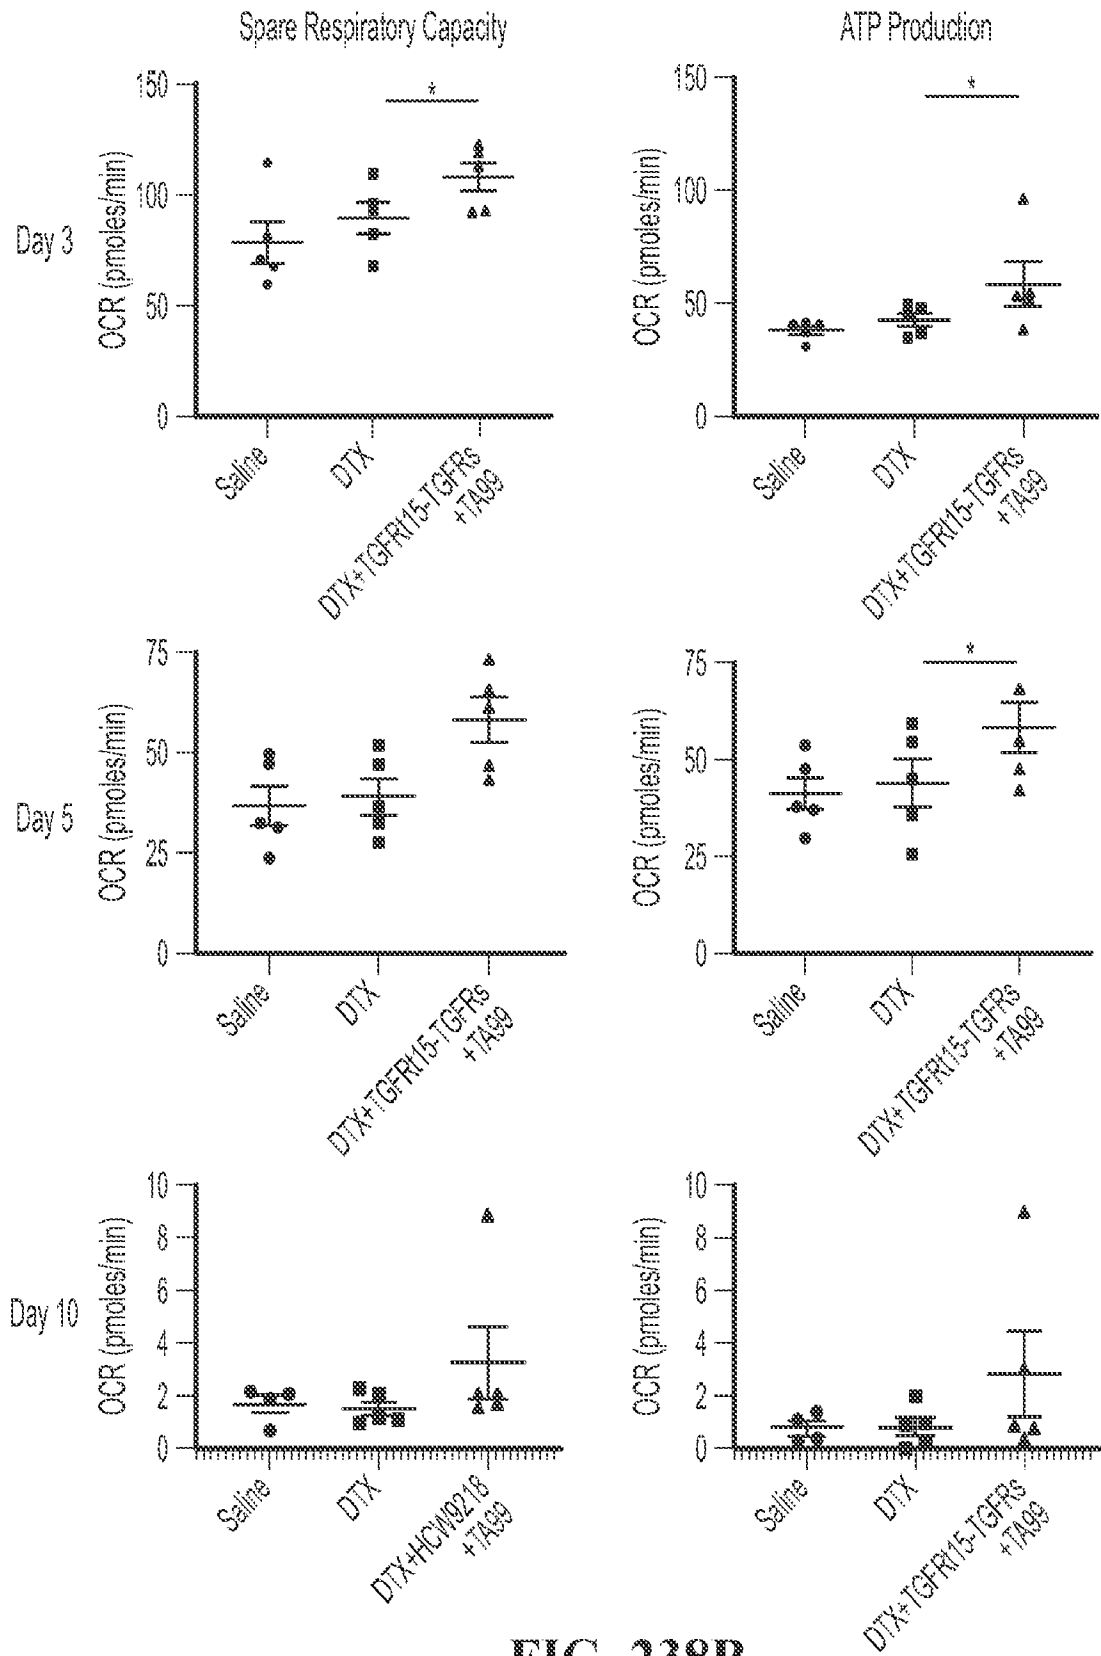 Spare Respiratory Capacity
ATP Production
Day 3
OCR (pmoles/min)
150
100
50
0
*
Saline
DTX
DTX+TGFRt15-TGFRs
+TA99
OCR (pmoles/min)
150
100
50
0
*
Saline
DTX
DTX+TGFRt15-TGFRs
+TA99
Day 5
OCR (pmoles/min)
75
50
25
0
Saline
DTX
DTX+TGFRt15-TGFRs
+TA99
OCR (pmoles/min)
75
50
25
0
*
Saline
DTX
DTX+TGFRt15-TGFRs
+TA99
Day 10
OCR (pmoles/min)
10
8
6
4
2
0
Saline
DTX
DTX+HCW9218
+TA99
OCR (pmoles/min)
10
8
6
4
2
0
Saline
DTX
DTX+TGFRt15-TGFRs
+TA99
FIG. 238B